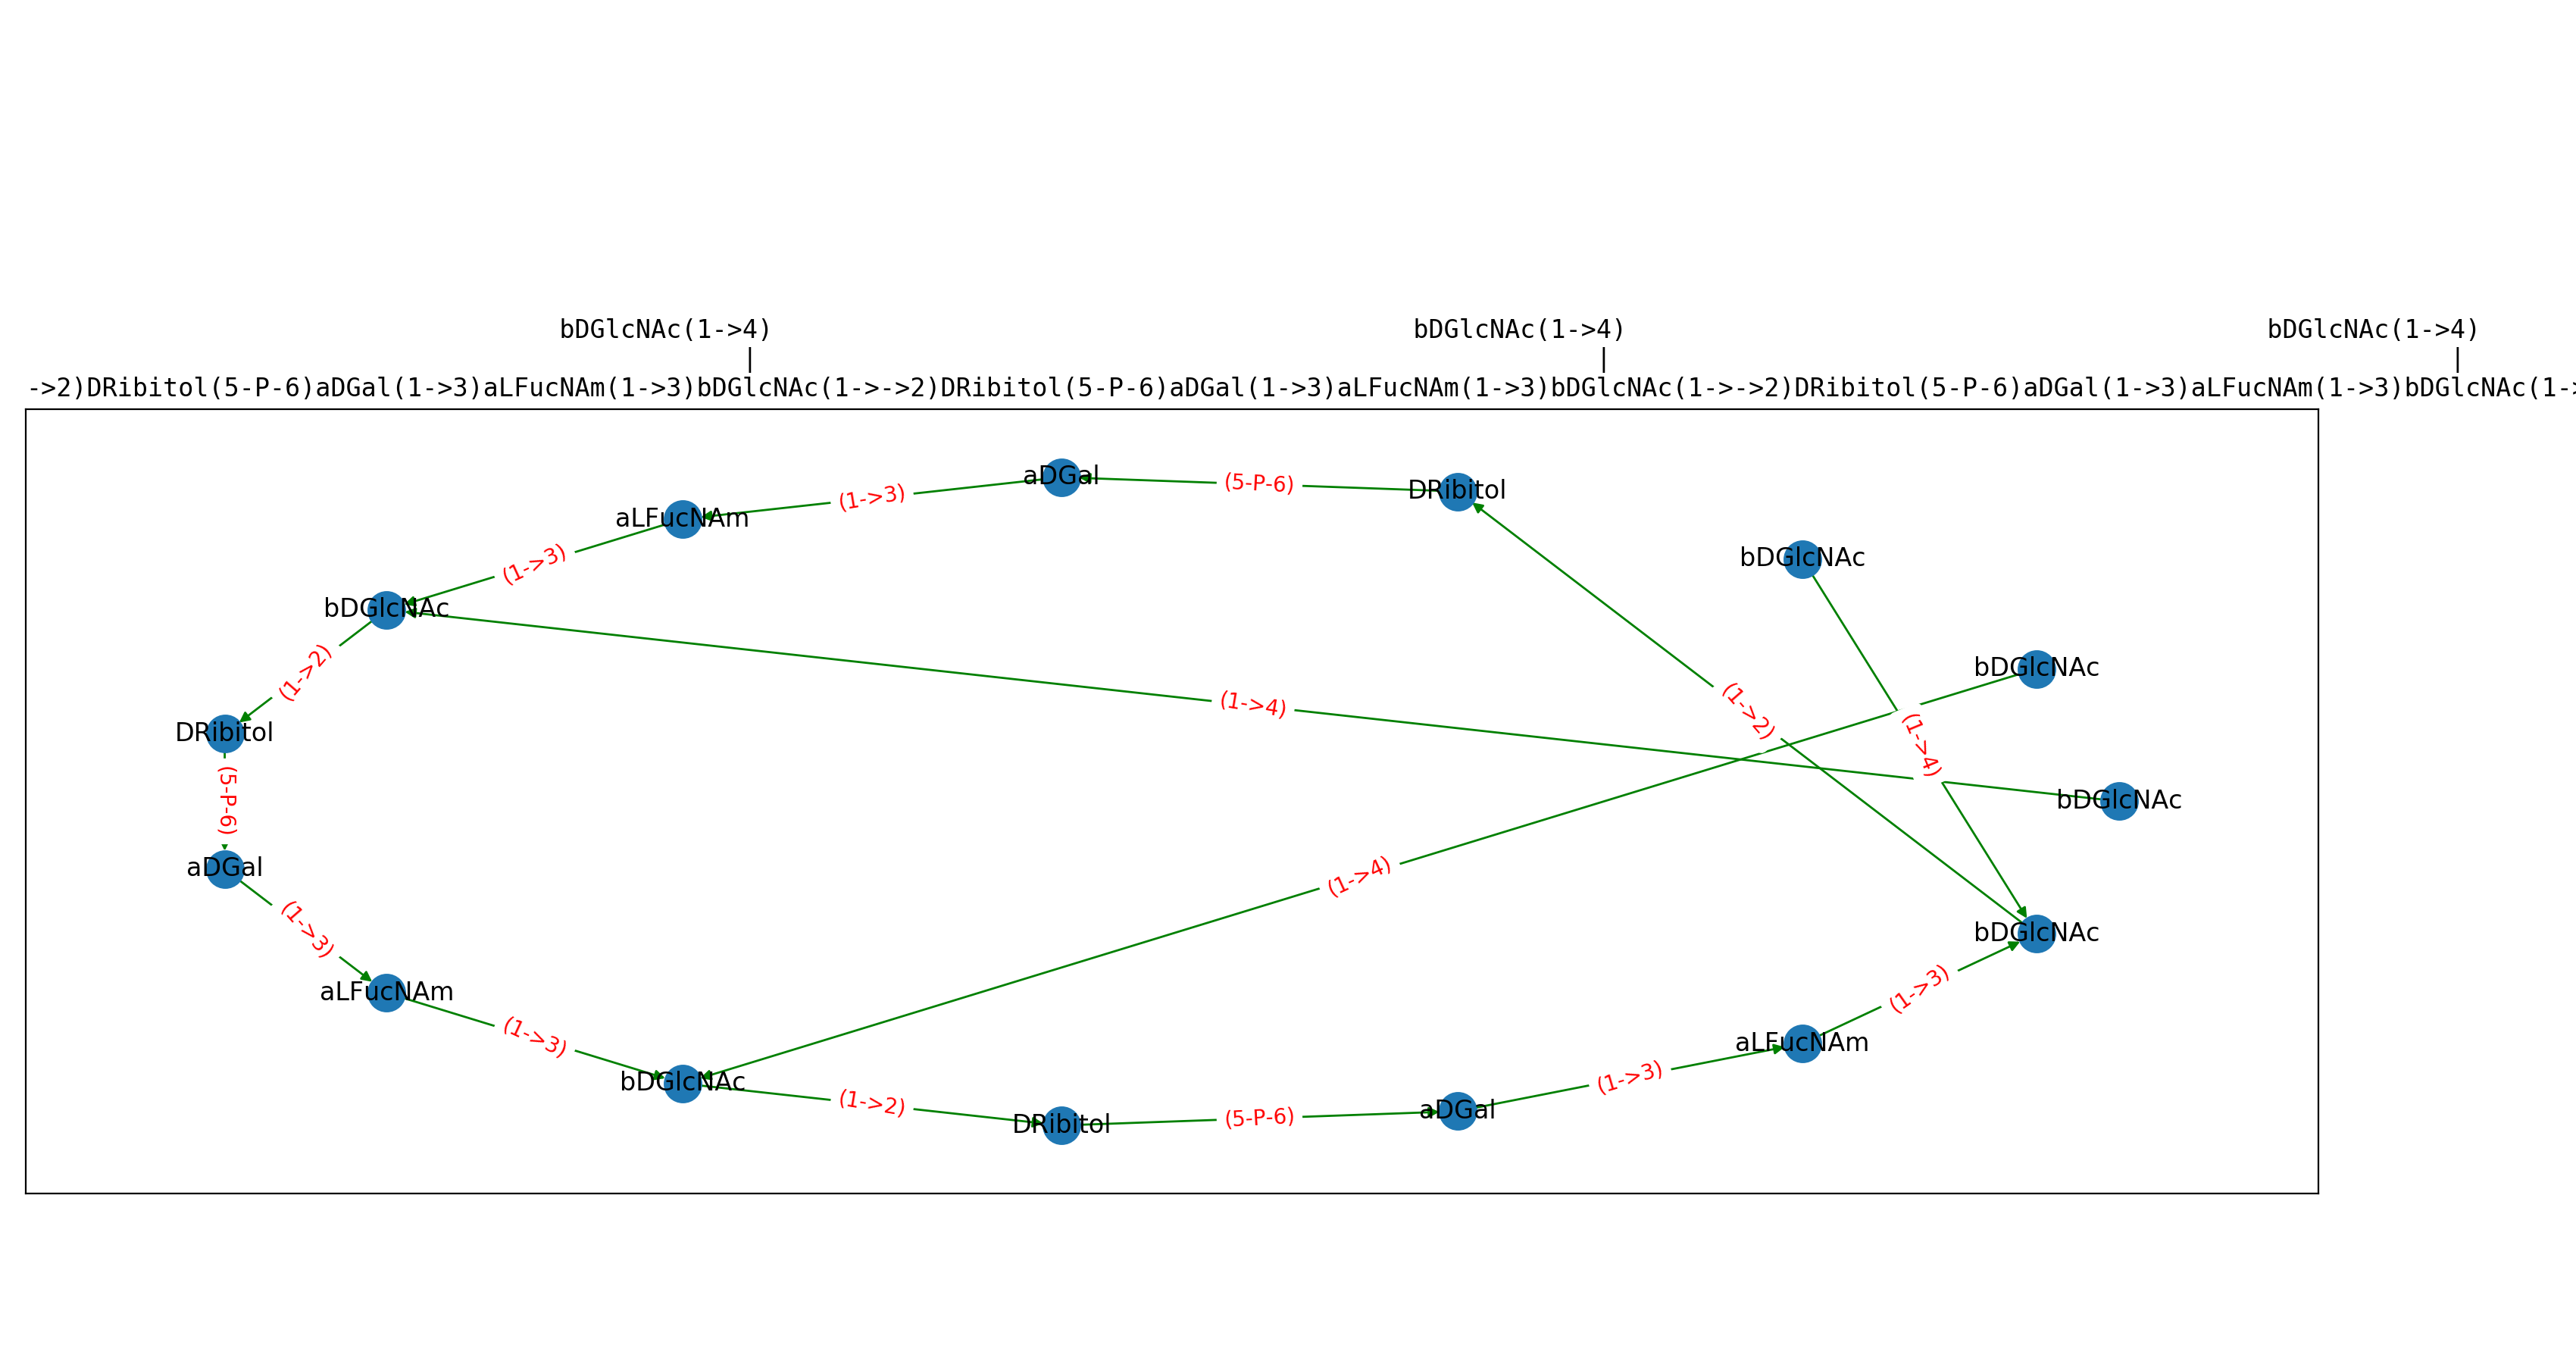 bDGlcNAc(1->4) bDGlcNAc(1->4) bDGlcNAc(1->4)
| | |
->2)DRibitol(5-P-6)aDGal(1->3)aLFucNAm(1->3)bDGlcNAc(1->->2)DRibitol(5-P-6)aDGal(1->3)aLFucNAm(1->3)bDGlcNAc(1->->2)DRibitol(5-P-6)aDGal(1->3)aLFucNAm(1->3)bDGlcNAc(1->
aDGal
(5-P-6)
DRibitol
(1->3)
aLFucNAm
(1->3)
bDGlcNAc
bDGlcNAc
(1->2)
bDGlcNAc
(1->4)
(1->2)
(1->4)
DRibitol
(5-P-6)
bDGlcNAc
aDGal
(1->4)
(1->3)
bDGlcNAc
aLFucNAm
(1->3)
(1->3)
aLFucNAm
bDGlcNAc
(1->3)
(1->2)
DRibitol
(5-P-6)
aDGal